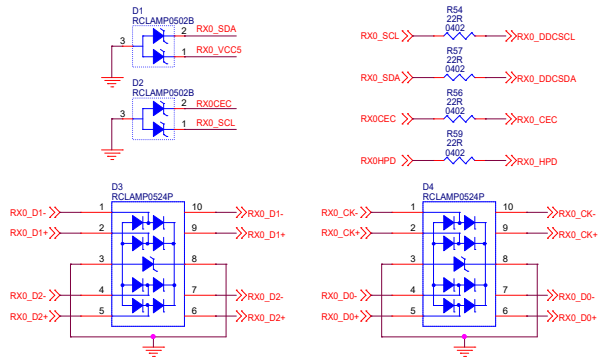 D1
RCLAMP0502B
3
2
RX0_SDA
1
RX0_VCC5
D2
RCLAMP0502B
3
2
RX0CEC
1
RX0_SCL
R54
22R
0402
RX0_SCL
RX0_DDCSCL
R57
22R
0402
RX0_SDA
RX0_DDCSDA
R56
22R
0402
RX0CEC
RX0_CEC
R59
22R
0402
RX0HPD
RX0_HPD
D3
RCLAMP0524P
RX0_D1-
1
10
RX0_D1-
RX0_D1+
2
9
RX0_D1+
3
8
RX0_D2-
4
7
RX0_D2-
RX0_D2+
5
6
RX0_D2+
D4
RCLAMP0524P
RX0_CK-
1
10
RX0_CK-
RX0_CK+
2
9
RX0_CK+
3
8
RX0_D0-
4
7
RX0_D0-
RX0_D0+
5
6
RX0_D0+